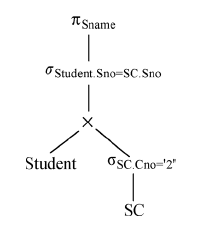 πSname
σStudent.Sno=SC.Sno
×
Student σSC.Cno='2"
SC